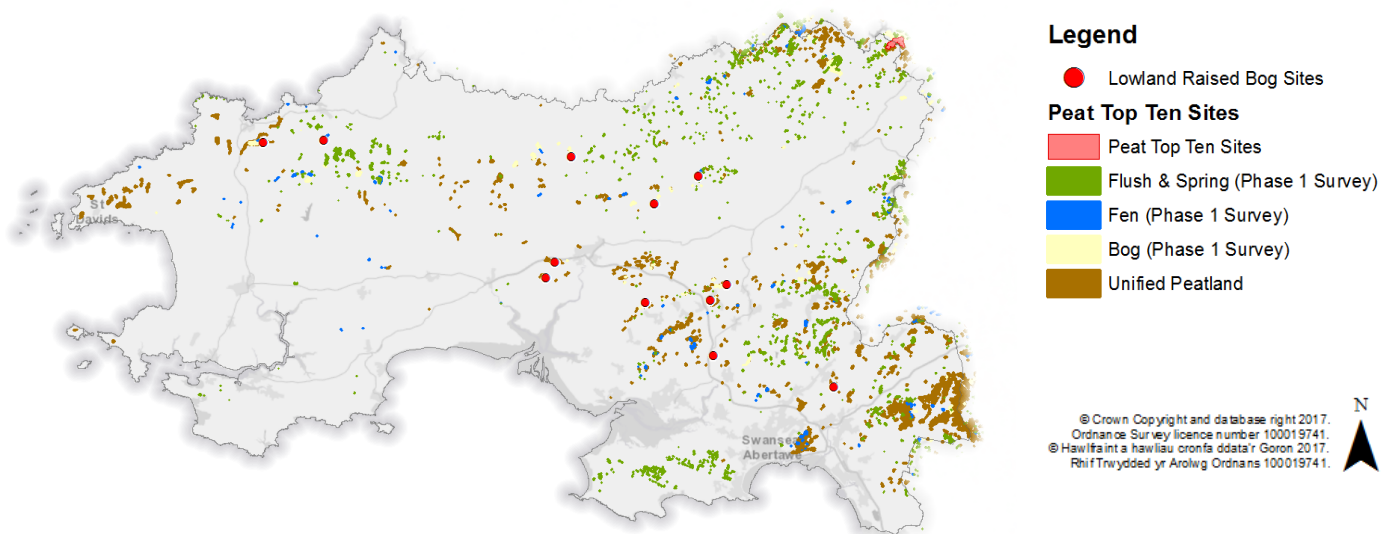 Legend
Lowland Raised Bog Sites
Peat Top Ten Sites
Peat Top Ten Sites
Flush & Spring (Phase 1 Survey)
Fen (Phase 1 Survey)
Bog (Phase 1 Survey)
Unified Peatland
St
Davids
Swansea
Abertawe
N
© Crown Copyright and database right 2017.
Ordnance Survey licence number 100019741.
© Hawlfraint a hawliau cronfa ddata'r Goron 2017.
Rhif Trwydded yr Arolwg Ordnans 100019741.